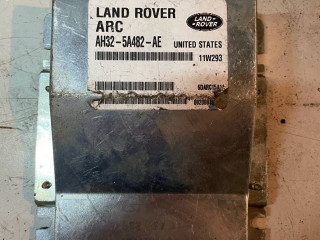 LAND ROVER
ARC
LAND-
ROVER
AH32-5A482-AE
UNITED STATES
11W293